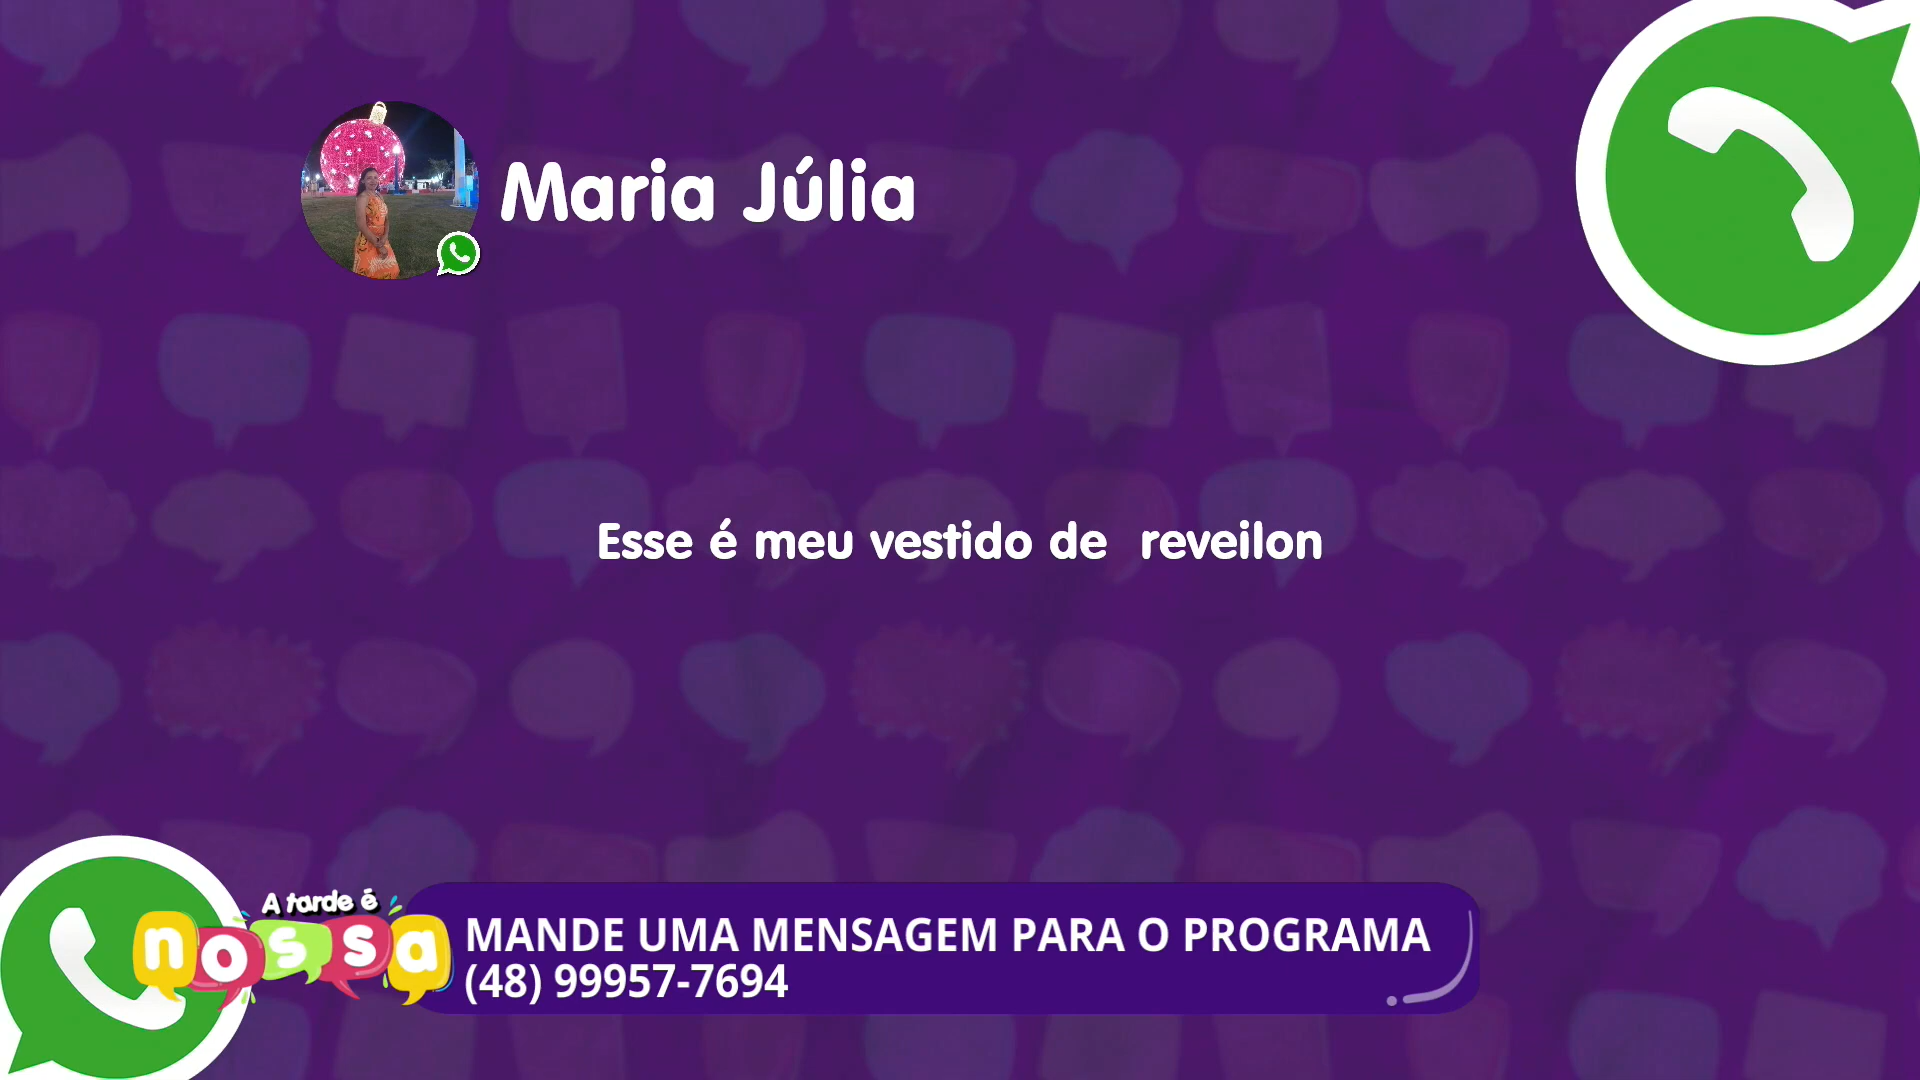 Maria Júlia
Esse é meu vestido de  reveilon
A tarde é
nossa
MANDE UMA MENSAGEM PARA O PROGRAMA
(48) 99957-7694